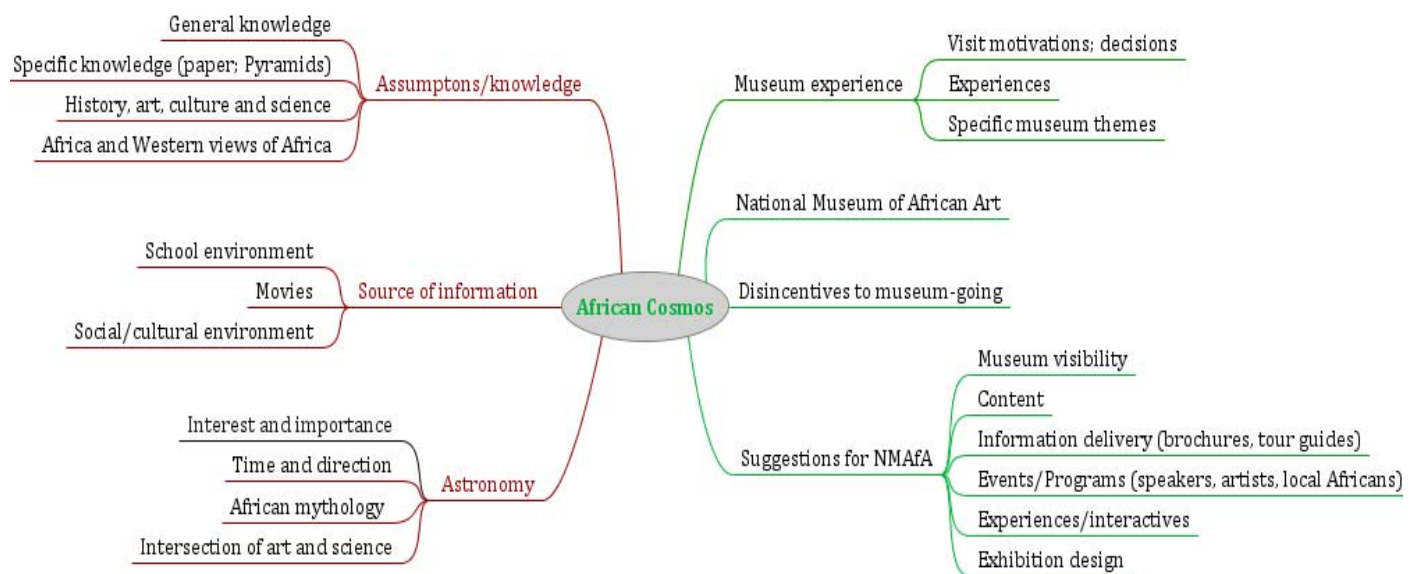 General knowledge
Specific knowledge (paper; Pyramids)
History, art, culture and science
Africa and Western views of Africa
Assumptons/knowledge
School environment
Movies
Social/cultural environment
Source of information
Interest and importance
Time and direction
African mythology
Intersection of art and science
Astronomy
African Cosmos
Museum experience
Visit motivations; decisions
Experiences
Specific museum themes
National Museum of African Art
Disincentives to museum-going
Suggestions for NMAfA
Museum visibility
Content
Information delivery (brochures, tour guides)
Events/Programs (speakers, artists, local Africans)
Experiences/interactives
Exhibition design